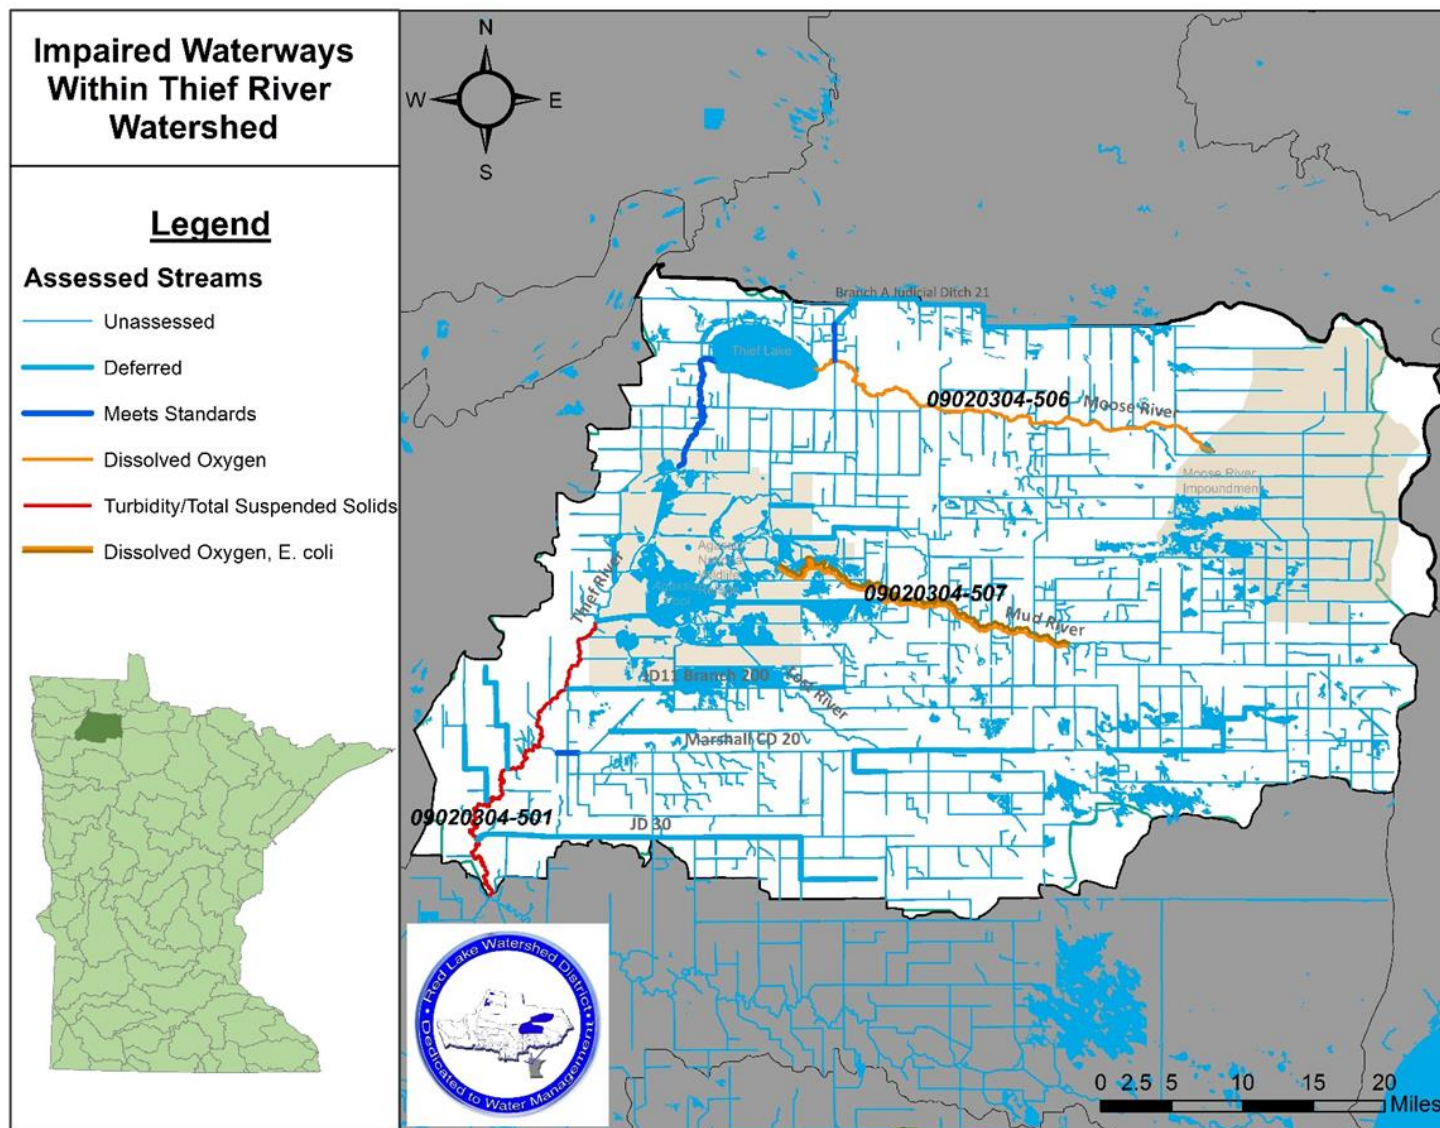 Impaired Waterways
Within Thief River
Watershed
Legend
Assessed Streams
Unassessed
Deferred
Meets Standards
Dissolved Oxygen
Turbidity/Total Suspended Solids
Dissolved Oxygen, E. coli
N
W
E
S
Branch A Judicial Ditch 21
Thief Lake
09020304-506
Moose River
Moose River
Impoundmen
Thief River
09020304-507
Mud River
JD11 Branch 200
Lost River
Marshall CD 20
09020304-501
JD 30
Red Lake Watershed District
Dedicated to Water Management
0 2.5 5 10 15 20
Miles